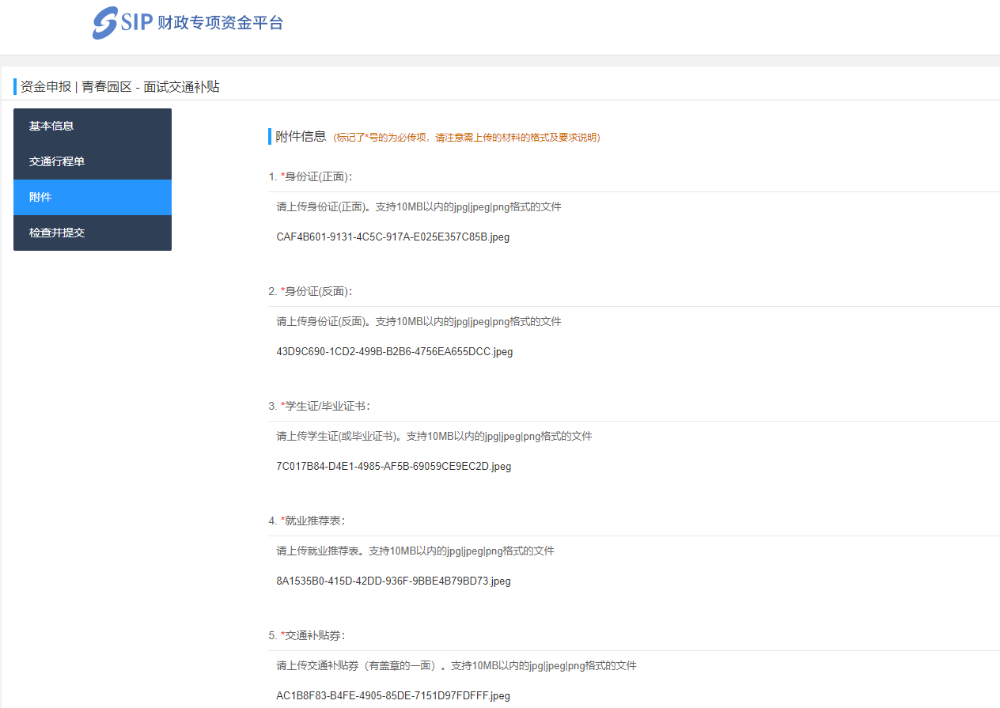 SIP 财政专项资金平台
资金申报 | 青春园区 - 面试交通补贴
基本信息
交通行程单
附件
检查并提交
附件信息 (标记了*号的为必传项，请注意需上传的材料的格式及要求说明)
1. *身份证(正面)：
请上传身份证(正面)。支持10MB以内的jpg|jpeg|png格式的文件
CAF4B601-9131-4C5C-917A-E025E357C85B.jpeg
2. *身份证(反面)：
请上传身份证(反面)。支持10MB以内的jpg|jpeg|png格式的文件
43D9C690-1CD2-499B-B2B6-4756EA655DCC.jpeg
3. *学生证/毕业证书：
请上传学生证(或毕业证书)。支持10MB以内的jpg|jpeg|png格式的文件
7C017B84-D4E1-4985-AF5B-69059CE9EC2D.jpeg
4. *就业推荐表：
请上传就业推荐表。支持10MB以内的jpg|jpeg|png格式的文件
8A1535B0-415D-42DD-936F-9BBE4B79BD73.jpeg
5. *交通补贴券：
请上传交通补贴券（有盖章的一面）。支持10MB以内的jpg|jpeg|png格式的文件
AC1B8F83-B4FE-4905-85DE-7151D97FDFFF.jpeg